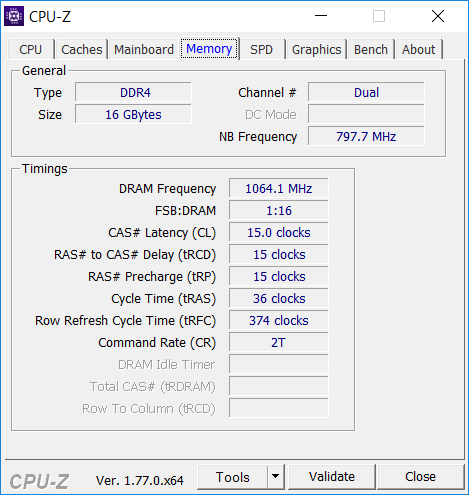 CPU-Z
CPU Caches Mainboard Memory SPD Graphics Bench About
General
Type DDR4 Channel # Dual
Size 16 GBytes DC Mode
NB Frequency 797.7 MHz
Timings
DRAM Frequency 1064.1 MHz
FSB:DRAM 1:16
CAS# Latency (CL) 15.0 clocks
RAS# to CAS# Delay (tRCD) 15 clocks
RAS# Precharge (tRP) 15 clocks
Cycle Time (tRAS) 36 clocks
Row Refresh Cycle Time (tRFC) 374 clocks
Command Rate (CR) 2T
DRAM Idle Timer
Total CAS# (tRDRAM)
Row To Column (tRCD)
CPU-Z Ver. 1.77.0.x64 Tools Validate Close